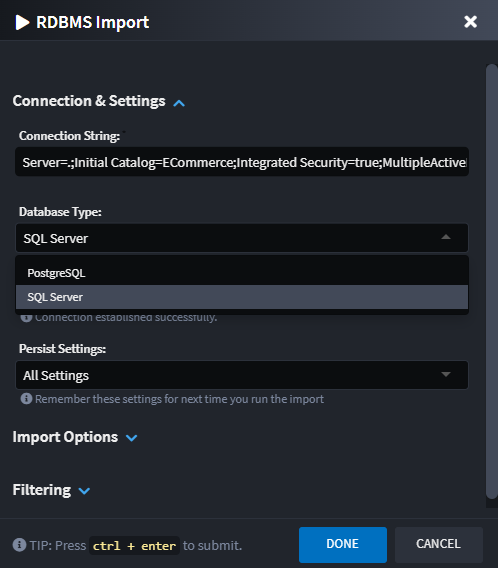 RDBMS Import
Connection & Settings
Connection String:
Server=.;Initial Catalog=ECommerce;Integrated Security=true;MultipleActive
Database Type:
SQL Server
PostgreSQL
SQL Server
Connection established successfully.
Persist Settings:
All Settings
Remember these settings for next time you run the import
Import Options
Filtering
TIP: Press ctrl + enter to submit.
DONE
CANCEL